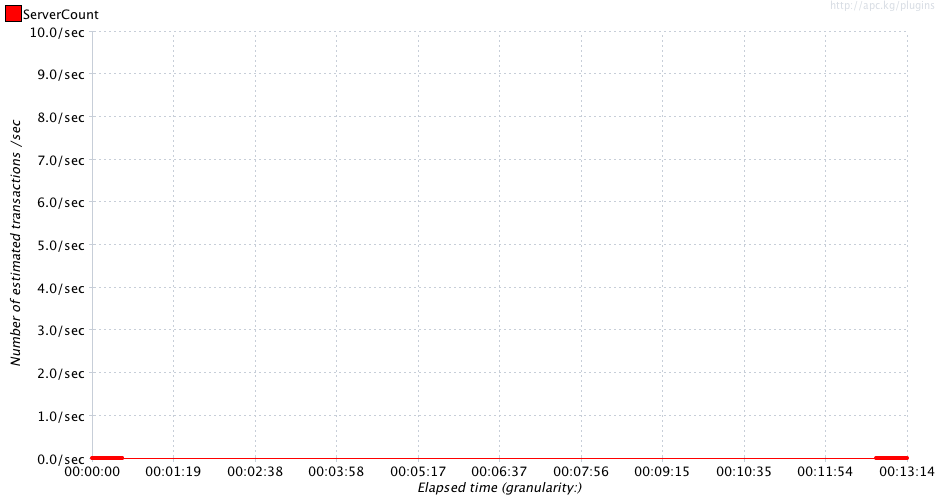 http://apc.kg/plugins
ServerCount
10.0/sec
9.0/sec
8.0/sec
7.0/sec
6.0/sec
5.0/sec
4.0/sec
3.0/sec
2.0/sec
1.0/sec
0.0/sec
Number of estimated transactions /sec
00:00:00 00:01:19 00:02:38 00:03:58 00:05:17 00:06:37 00:07:56 00:09:15 00:10:35 00:11:54 00:13:14
Elapsed time (granularity:)